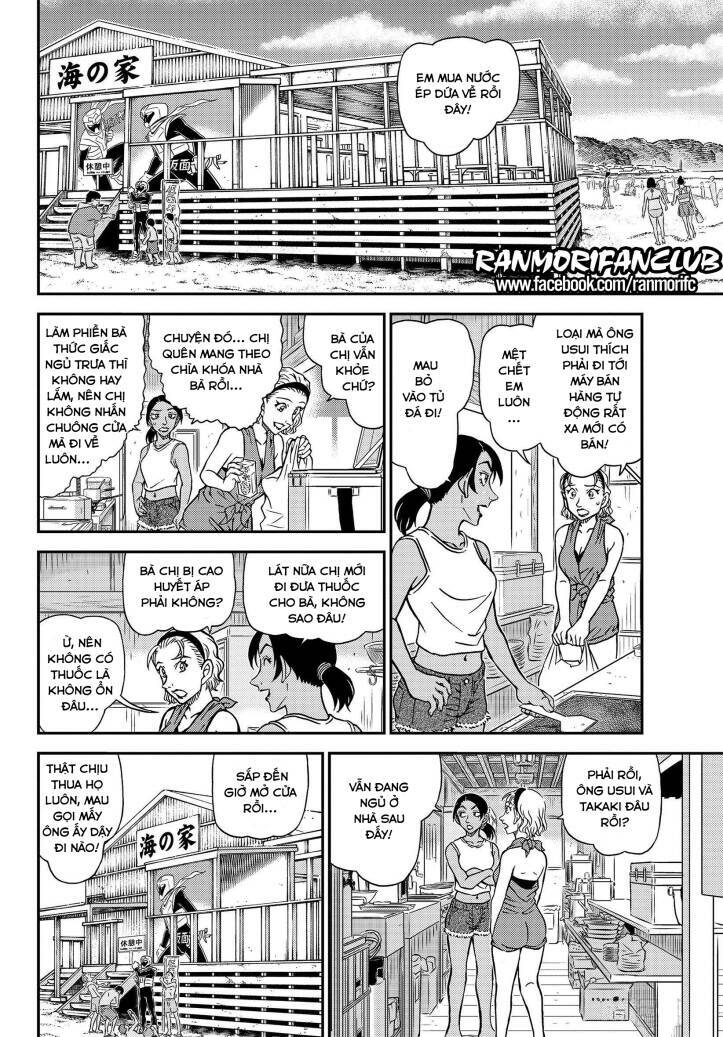 海の家
休憩中
仮面
EM MUA NƯỚC
ÉP DỨA VỀ RỒI
ĐÂY!
RANMORIFANCLUB
www.facebook.com/ranmorifc
LOẠI MÀ ÔNG
USUI THÍCH
PHẢI ĐI TỚI
MÁY BÁN
HÀNG TỰ
ĐỘNG RẤT
XA MỚI CÓ
BÁN!
MỆT
CHẾT
EM
LUÔN
...
MAU
BỎ
VÀO TỦ
ĐÁ ĐI!
BÀ CỦA
CHỊ VẪN
KHỎE
CHỨ?
CHUYỆN ĐÓ... CHỊ
QUÊN MANG THEO
CHÌA KHÓA NHÀ
BÀ RỒI...
LÀM PHIỀN BÀ
THỨC GIẤC
NGỦ TRƯA THÌ
KHÔNG HAY
LẮM, NÊN CHỊ
KHÔNG NHẤN
CHUÔNG CỬA
MÀ ĐI VỀ
LUÔN...
LÁT NỮA CHỊ MỚI
ĐI ĐƯA THUỐC
CHO BÀ, KHÔNG
SAO ĐÂU!
BÀ CHỊ BỊ CAO
HUYẾT ÁP
PHẢI KHÔNG?
Ừ, NÊN
KHÔNG CÓ
THUỐC LÀ
KHÔNG ỔN
ĐÂU...
PHẢI RỒI,
ÔNG USUI VÀ
TAKAKI ĐÂU
RỒI?
VẪN ĐANG
NGỦ Ở
NHÀ SAU
ĐẤY!
SẮP ĐẾN
GIỜ MỞ CỬA
RỒI...
THẬT CHỊU
THUA HỌ
LUÔN, MAU
GỌI MẤY
ÔNG ẤY DẬY
ĐI NÀO!
海の家
休憩中
仮面